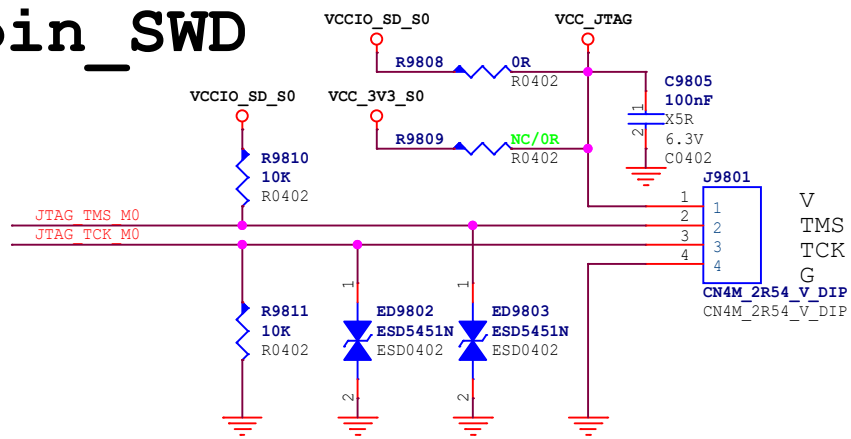 pin_SWD
VCCIO_SD_S0
VCC_JTAG
R9808
0R
R0402
C9805
1
2
100nF
X5R
6.3V
C0402
VCCIO_SD_S0
VCC_3V3_S0
R9809
NC/0R
R0402
R9810
10K
R0402
J9801
1
2
3
4
1
2
3
4
V
TMS
TCK
G
CN4M_2R54_V_DIP
CN4M_2R54_V_DIP
JTAG_TMS_M0
JTAG_TCK_M0
R9811
10K
R0402
1
2
ED9802
ESD5451N
ESD0402
1
2
ED9803
ESD5451N
ESD0402